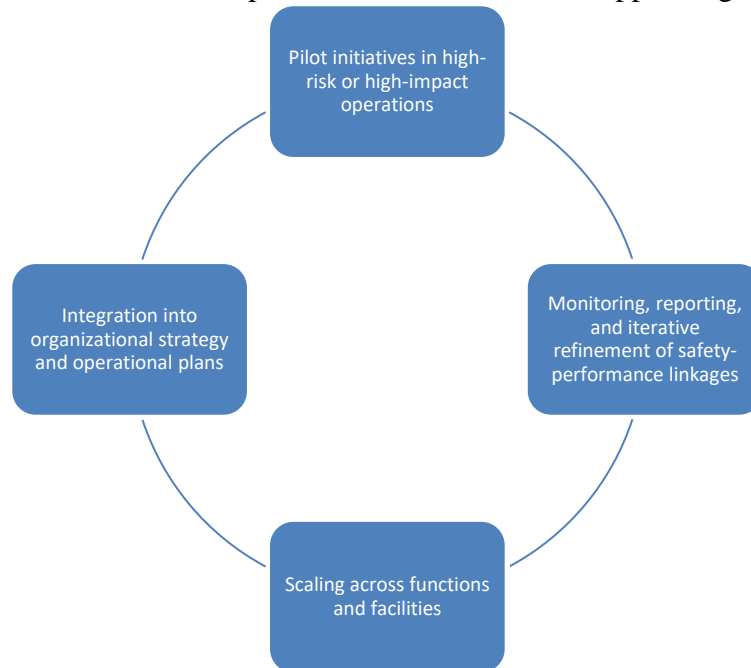 Pilot initiatives in high-
risk or high-impact
operations
Integration into
organizational strategy
and operational plans
Monitoring, reporting,
and iterative
refinement of safety-
performance linkages
Scaling across functions
and facilities